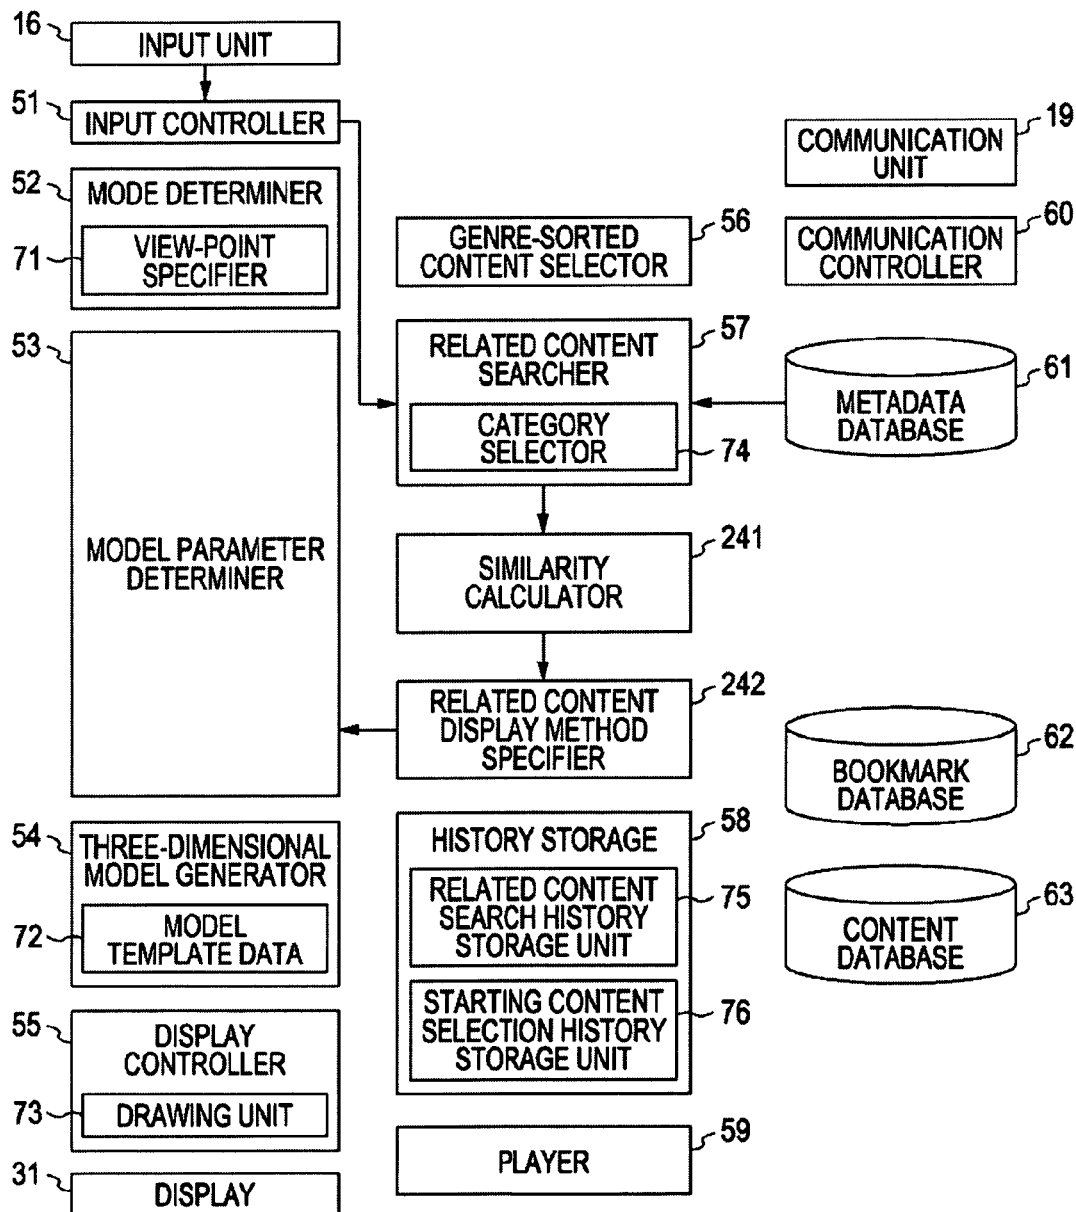 16
INPUT UNIT
51
INPUT CONTROLLER
52
MODE DETERMINER
71
VIEW-POINT
SPECIFIER
53
MODEL PARAMETER
DETERMINER
54
THREE-DIMENSIONAL
MODEL GENERATOR
72
MODEL
TEMPLATE DATA
55
DISPLAY
CONTROLLER
73
DRAWING UNIT
31
DISPLAY
56
GENRE-SORTED
CONTENT SELECTOR
57
RELATED CONTENT
SEARCHER
CATEGORY
SELECTOR
74
241
SIMILARITY
CALCULATOR
242
RELATED CONTENT
DISPLAY METHOD
SPECIFIER
58
HISTORY STORAGE
RELATED CONTENT
SEARCH HISTORY
STORAGE UNIT
75
STARTING CONTENT
SELECTION HISTORY
STORAGE UNIT
76
59
PLAYER
19
COMMUNICATION
UNIT
60
COMMUNICATION
CONTROLLER
61
METADATA
DATABASE
62
BOOKMARK
DATABASE
63
CONTENT
DATABASE